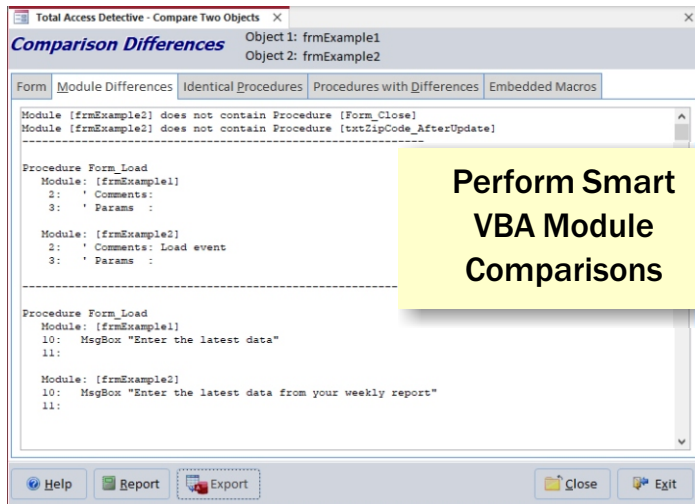 Total Access Detective - Compare Two Objects
Comparison Differences
Object 1: frmExample1
Object 2: frmExample2
Form Module Differences Identical Procedures Procedures with Differences Embedded Macros
Module [frmExample2] does not contain Procedure [Form_Close]
Module [frmExample2] does not contain Procedure [txtZipCode_AfterUpdate]
Procedure Form_Load
Module: [frmExample1]
2: ' Comments:
3: ' Params :
Module: [frmExample2]
2: ' Comments: Load event
3: ' Params :
Procedure Form_Load
Module: [frmExample1]
10: MsgBox "Enter the latest data"
11:
Module: [frmExample2]
10: MsgBox "Enter the latest data from your weekly report"
11:
Perform Smart
VBA Module
Comparisons
Help Report Export Close Exit